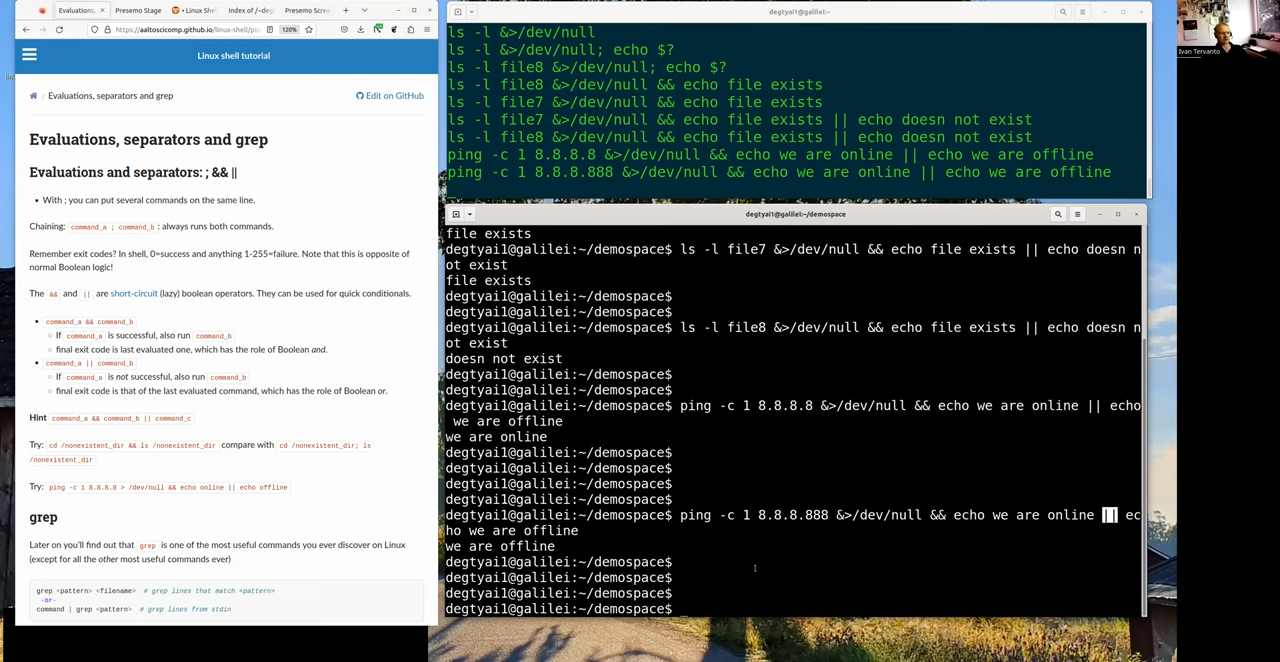 Evaluations,
Presemo Stage
Linux Shel
Index of /~deg
Presemo Scree
https://aaltoscicomp.github.io/linux-shell/pip
120%
Linux shell tutorial
/ Evaluations, separators and grep
Edit on GitHub
Evaluations, separators and grep
Evaluations and separators: ; && ||
With ; you can put several commands on the same line.
Chaining: command_a ; command_b : always runs both commands.
Remember exit codes? In shell, 0=success and anything 1-255=failure. Note that this is opposite of
normal Boolean logic!
The && and || are short-circuit (lazy) boolean operators. They can be used for quick conditionals.
command_a && command_b
If command_a is successful, also run command_b
final exit code is last evaluated one, which has the role of Boolean and.
command_a || command_b
If command_a is not successful, also run command_b
final exit code is that of the last evaluated command, which has the role of Boolean or.
Hint command_a && command_b || command_c
Try: cd /nonexistent_dir && ls /nonexistent_dir compare with cd /nonexistent_dir; ls
/nonexistent_dir
Try: ping -c 1 8.8.8.8 > /dev/null && echo online || echo offline
grep
Later on you'll find out that grep is one of the most useful commands you ever discover on Linux
(except for all the other most useful commands ever)
grep <pattern> <filename> # grep lines that match <pattern>
-or-
command | grep <pattern> # grep lines from stdin
degtyai1@galilei:~
ls -l &>/dev/null
ls -l &>/dev/null; echo $?
ls -l file8 &>/dev/null; echo $?
ls -l file8 &>/dev/null && echo file exists
ls -l file7 &>/dev/null && echo file exists
ls -l file7 &>/dev/null && echo file exists || echo doesn not exist
ls -l file8 &>/dev/null && echo file exists || echo doesn not exist
ping -c 1 8.8.8.8 &>/dev/null && echo we are online || echo we are offline
ping -c 1 8.8.8.888 &>/dev/null && echo we are online || echo we are offline
degtyai1@galilei:~/demospace
file exists
degtyai1@galilei:~/demospace$ ls -l file7 &>/dev/null && echo file exists || echo doesn n
ot exist
file exists
degtyai1@galilei:~/demospace$
degtyai1@galilei:~/demospace$
degtyai1@galilei:~/demospace$ ls -l file8 &>/dev/null && echo file exists || echo doesn n
ot exist
doesn not exist
degtyai1@galilei:~/demospace$
degtyai1@galilei:~/demospace$
degtyai1@galilei:~/demospace$ ping -c 1 8.8.8.8 &>/dev/null && echo we are online || echo
we are offline
we are online
degtyai1@galilei:~/demospace$
degtyai1@galilei:~/demospace$
degtyai1@galilei:~/demospace$
degtyai1@galilei:~/demospace$
degtyai1@galilei:~/demospace$ ping -c 1 8.8.8.888 &>/dev/null && echo we are online || ec
ho we are offline
we are offline
degtyai1@galilei:~/demospace$
degtyai1@galilei:~/demospace$
degtyai1@galilei:~/demospace$
degtyai1@galilei:~/demospace$
Ivan Tervanto